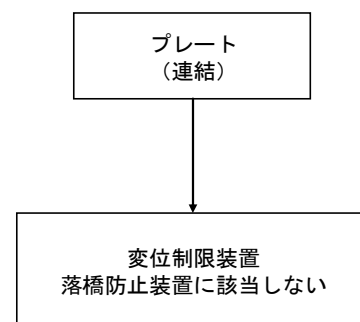 プレート
（連結）
変位制限装置
落橋防止装置に該当しない